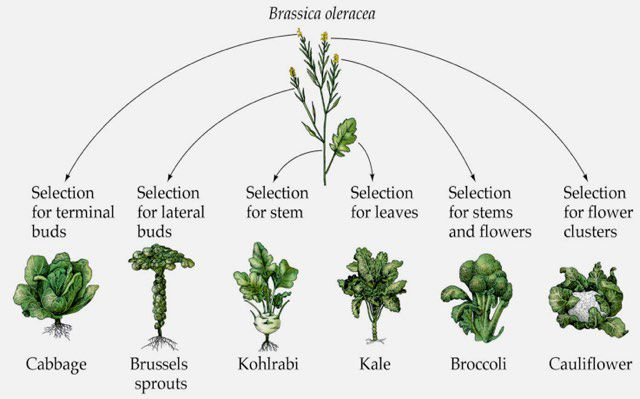 Brassica oleracea
Selection
for terminal
buds
Selection
for lateral
buds
Selection
for stem
Selection
for leaves
Selection
for stems
and flowers
Selection
for flower
clusters
Cabbage
Brussels
sprouts
Kohlrabi
Kale
Broccoli
Cauliflower